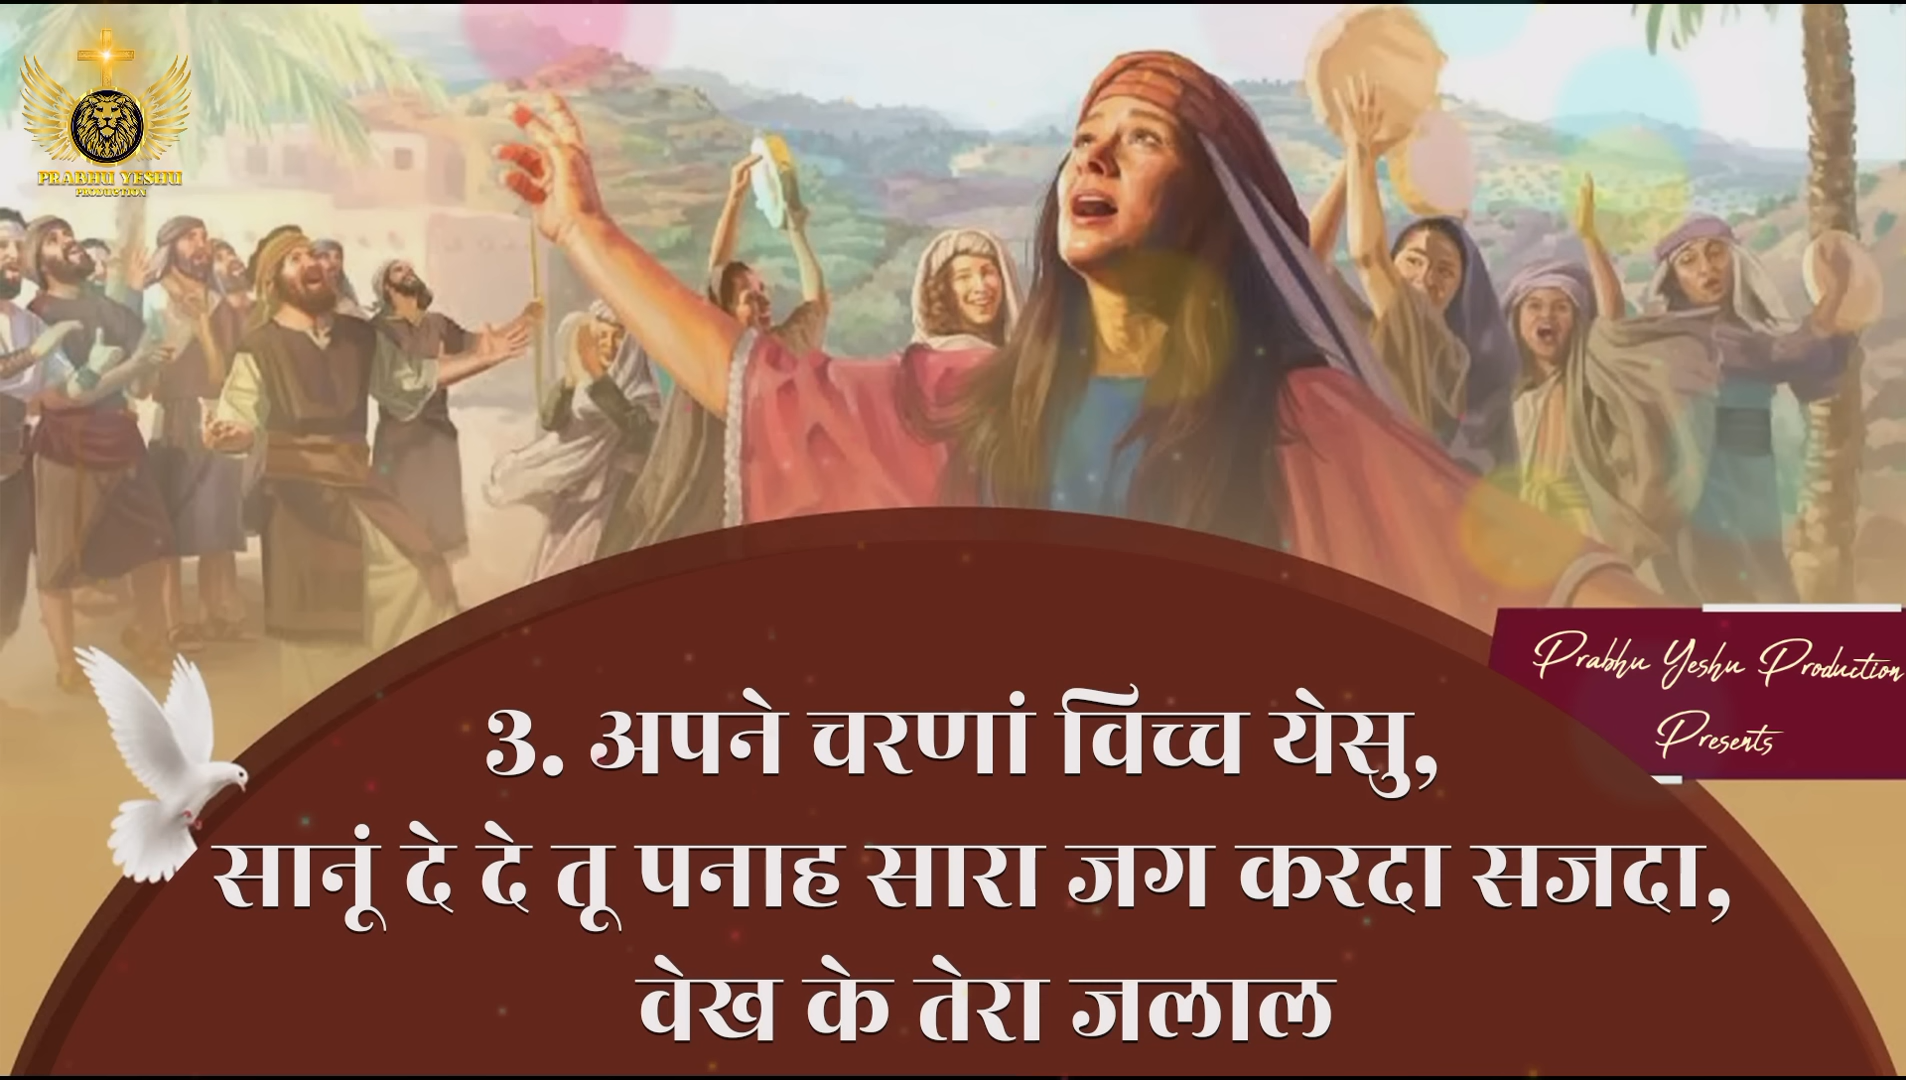 PRABHU YESHU
PRODUCTION
Prabhu Yeshu Production
Presents
3. अपने चरणां विच्च येसु,
सानूं दे दे तू पनाह सारा जग करदा सजदा,
वेख के तेरा जलाल